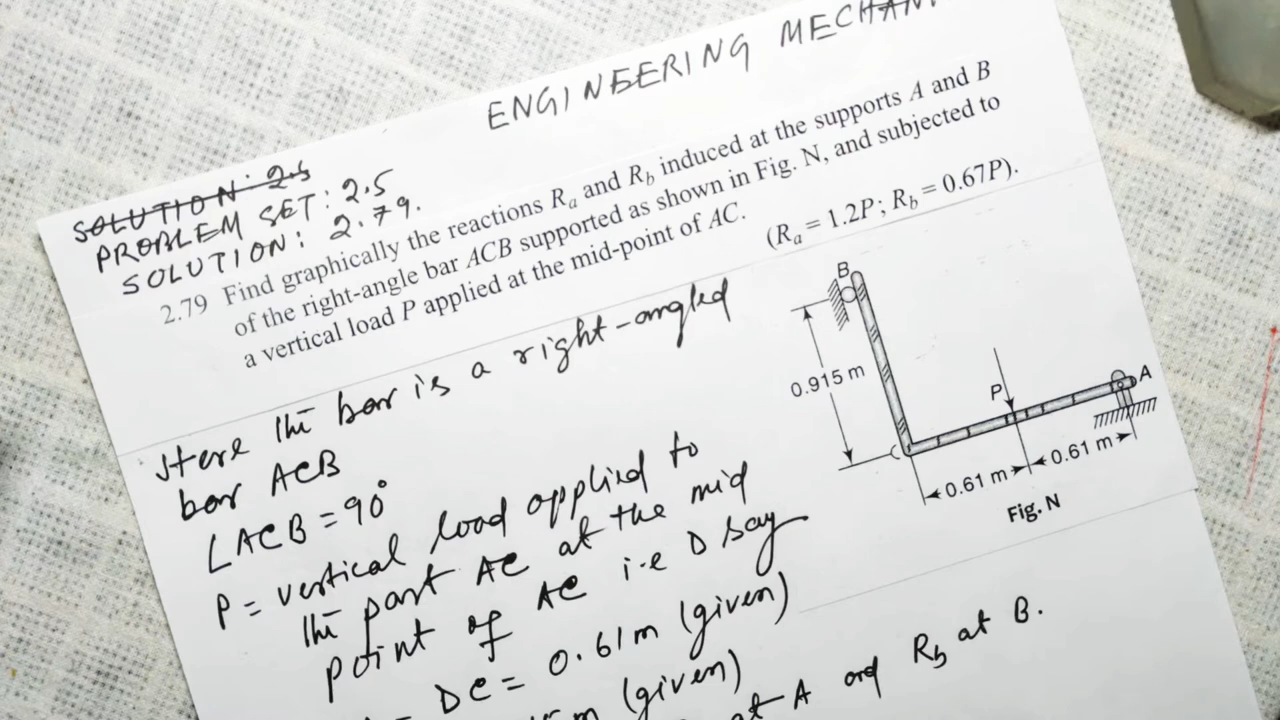 ENGINEERING MECHAN
SOLUTION: 2.5
PROBLEM SET: 2.5
SOLUTION: 2.79.
2.79 Find graphically the reactions Ra and Rb induced at the supports A and B
of the right-angle bar ACB supported as shown in Fig. N, and subjected to
a vertical load P applied at the mid-point of AC.
(Ra = 1.2P; Rb = 0.67P).
B
0.915 m
P
A
0.61 m
0.61 m
Fig. N
Here the bar is a right-angled
bar ACB
∠ACB = 90°
P = vertical load applied to
the part AC at the mid
point of AC i.e D say
DC = 0.61m (given)
m (given)
at A and Rb at B.